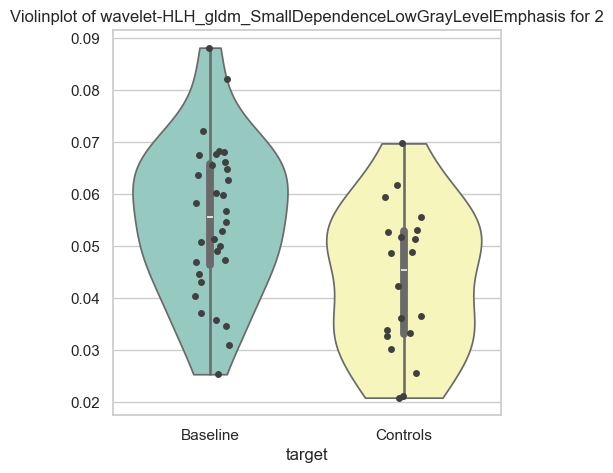 Violinplot of wavelet-HLH_gldm_SmallDependenceLowGrayLevelEmphasis for 2
0.09
0.08
0.07
0.06
0.05
0.04
0.03
0.02
Baseline Controls
target